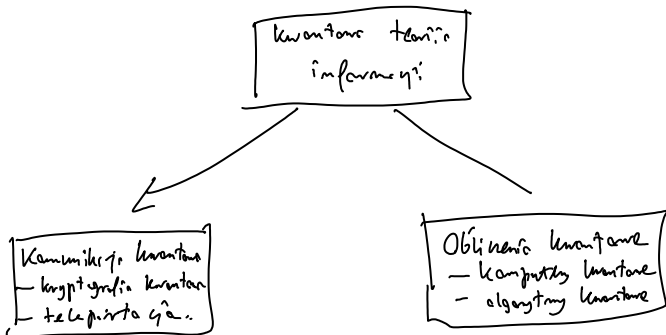 Kwantowa teoria
informacji
Komunikacja kwantowa
- kryptografia kwantowa
- teleportacja.
Obliczenia kwantowe
- komputery kwantowe
- algorytmy kwantowe